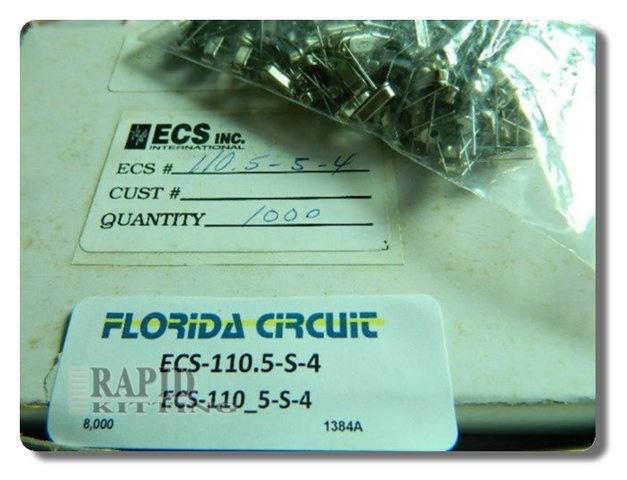 ECS INC.
INTERNATIONAL
ECS # 110.5-5-4
CUST #
QUANTITY 1000
FLORIDA CIRCUIT
ECS-110.5-S-4
ECS-110_5-S-4
RAPID
KITTING
8,000 1384A